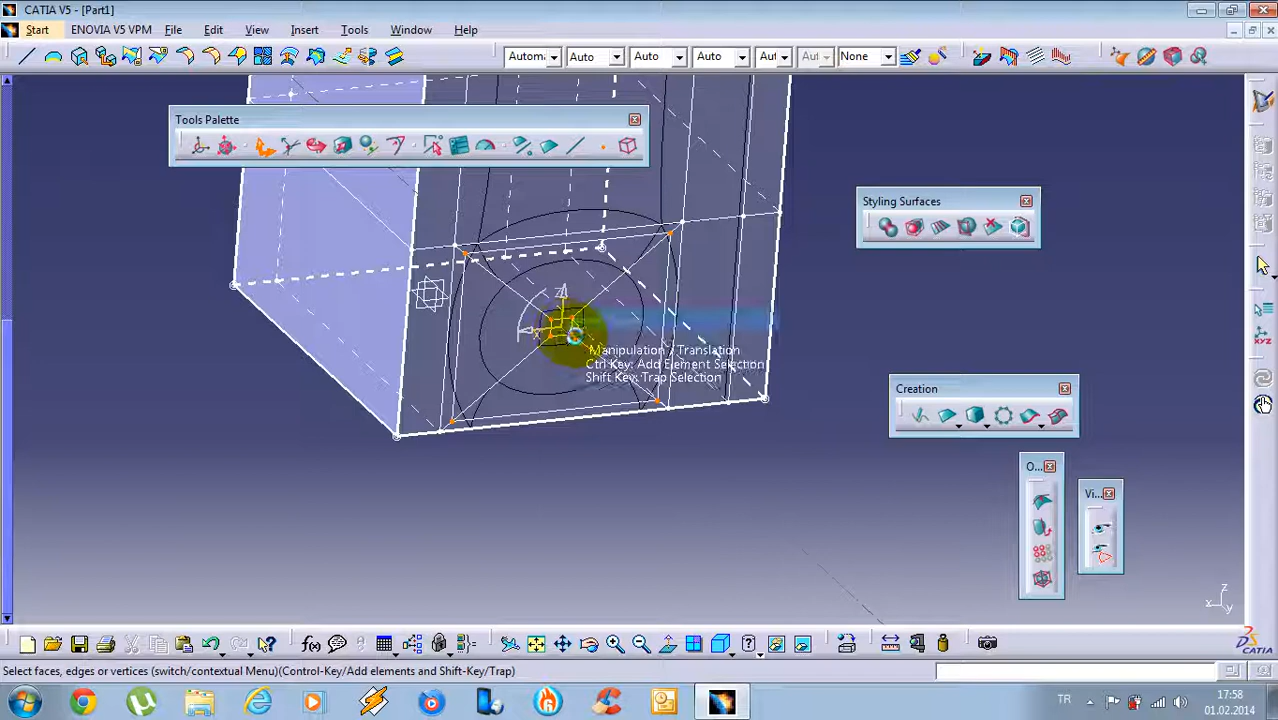 CATIA V5 - [Part1]
Start ENOVIA V5 VPM File Edit View Insert Tools Window Help
Autom Auto Auto Auto Aut Aut None
Tools Palette
Styling Surfaces
Z
x
Manipulation / Translation
Ctrl Key: Add Element Selection
Shift Key: Trap Selection
Creation
O...
Vi...
z
x
y
f(x)
Select faces, edges or vertices (switch/contextual Menu)(Control-Key/Add elements and Shift-Key/Trap)
CATIA
TR
17:58
01.02.2014